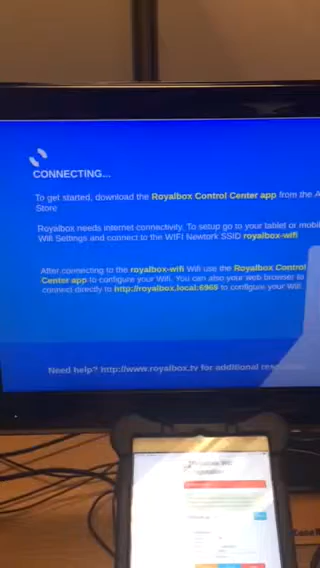 CONNECTING...
To get started, download the Royalbox Control Center app from the A
Store
Royalbox needs internet connectivity. To setup go to your tablet or mobil
Wifi Settings and connect to the WIFI Newtork SSID royalbox-wifi
After connecting to the royalbox-wifi Wifi use the Royalbox Control
Center app to configure your Wifi. You can also your web browser to
connect directly to http://royalbox.local:6968 to configure your Wifi.
Need help? http://www.royalbox.tv for additional